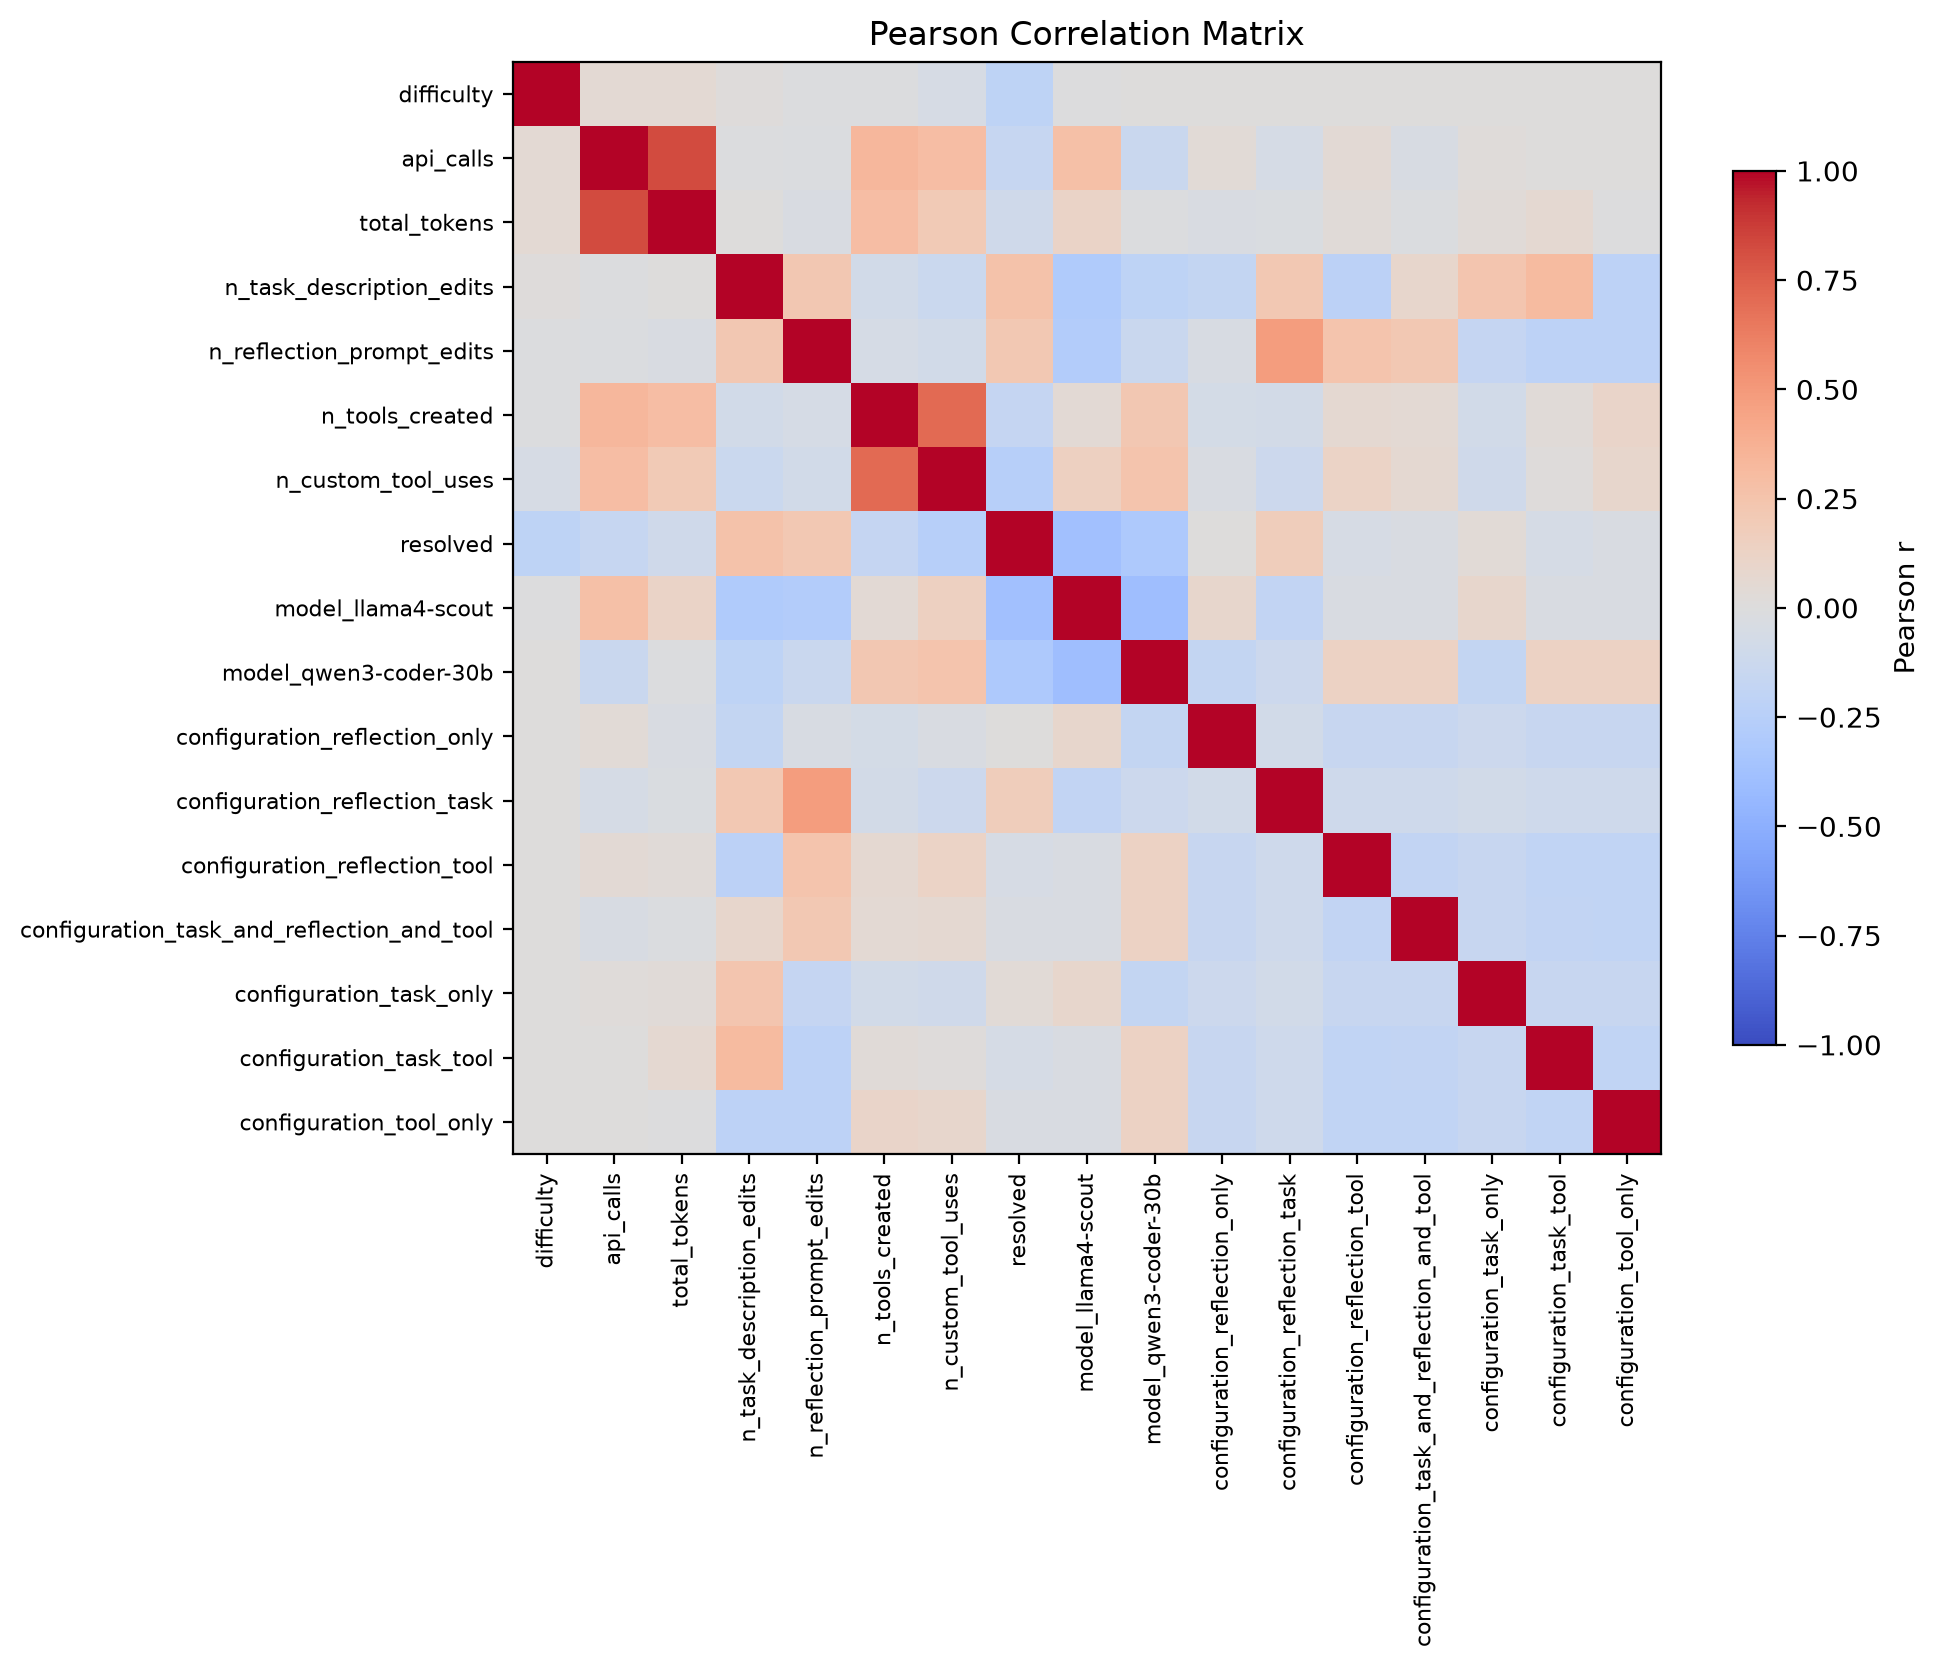 Pearson Correlation Matrix
difficulty
api_calls
total_tokens
n_task_description_edits
n_reflection_prompt_edits
n_tools_created
n_custom_tool_uses
resolved
model_llama4-scout
model_qwen3-coder-30b
configuration_reflection_only
configuration_reflection_task
configuration_reflection_tool
configuration_task_and_reflection_and_tool
configuration_task_only
configuration_task_tool
configuration_tool_only
difficulty
api_calls
total_tokens
n_task_description_edits
n_reflection_prompt_edits
n_tools_created
n_custom_tool_uses
resolved
model_llama4-scout
model_qwen3-coder-30b
configuration_reflection_only
configuration_reflection_task
configuration_reflection_tool
configuration_task_and_reflection_and_tool
configuration_task_only
configuration_task_tool
configuration_tool_only
1.00
0.75
0.50
0.25
0.00
−0.25
−0.50
−0.75
−1.00
Pearson r